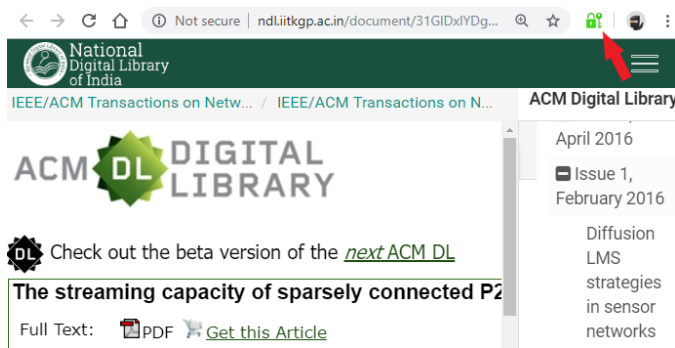 Not secure | ndl.iitkgp.ac.in/document/31GIDxIYDg...
National
Digital Library
of India
IEEE/ACM Transactions on Netw... / IEEE/ACM Transactions on N...
ACM DL DIGITAL
LIBRARY
DL Check out the beta version of the next ACM DL
The streaming capacity of sparsely connected P2
Full Text: PDF Get this Article
ACM Digital Library
April 2016
Issue 1,
February 2016
Diffusion
LMS
strategies
in sensor
networks